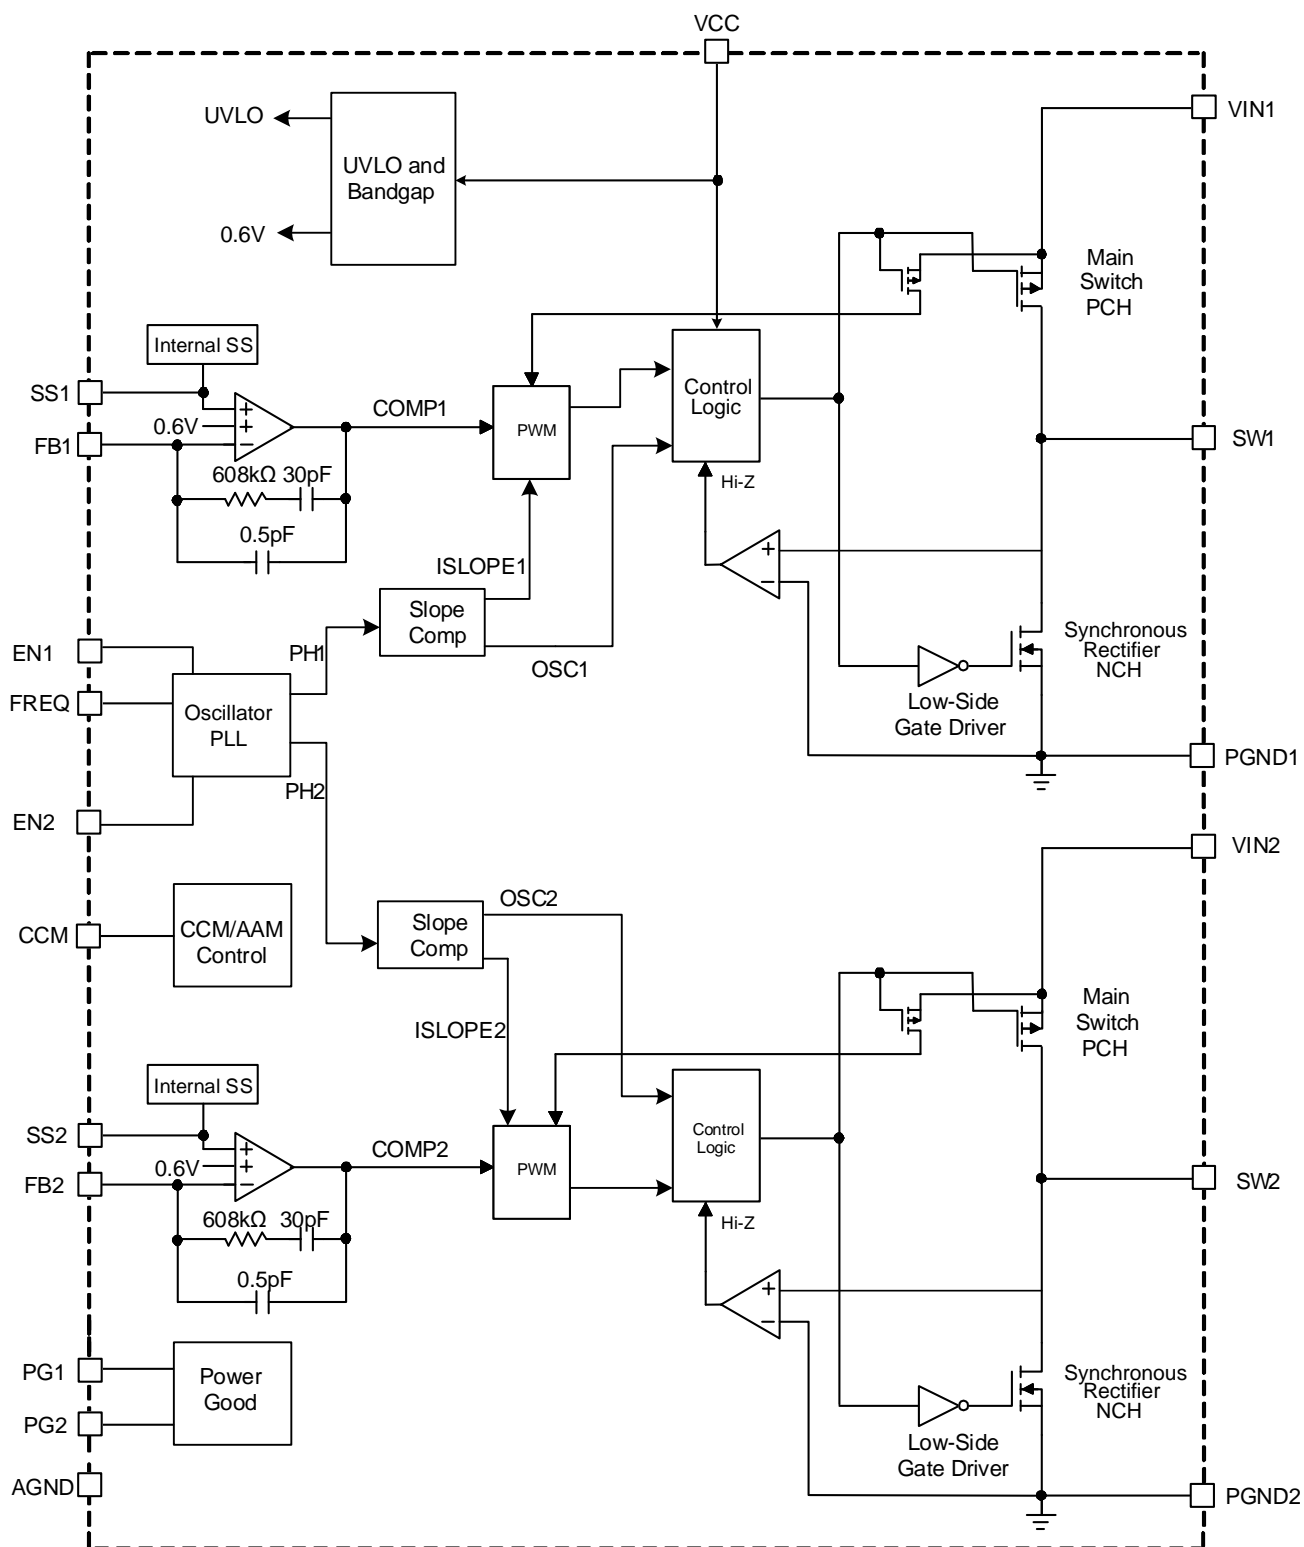 VCC
UVLO
UVLO and
Bandgap
0.6V
VIN1
Main
Switch
PCH
Internal SS
SS1
0.6V
FB1
COMP1
PWM
Control
Logic
SW1
608kΩ 30pF
0.5pF
Hi-Z
ISLOPE1
Slope
Comp
PH1
OSC1
EN1
FREQ
Oscillator
PLL
Synchronous
Rectifier
NCH
Low-Side
Gate Driver
PGND1
PH2
EN2
VIN2
CCM
CCM/AAM
Control
OSC2
Slope
Comp
ISLOPE2
Main
Switch
PCH
Internal SS
SS2
0.6V
FB2
COMP2
PWM
Control
Logic
SW2
608kΩ 30pF
0.5pF
Hi-Z
PG1
PG2
Power
Good
Synchronous
Rectifier
NCH
Low-Side
Gate Driver
AGND
PGND2